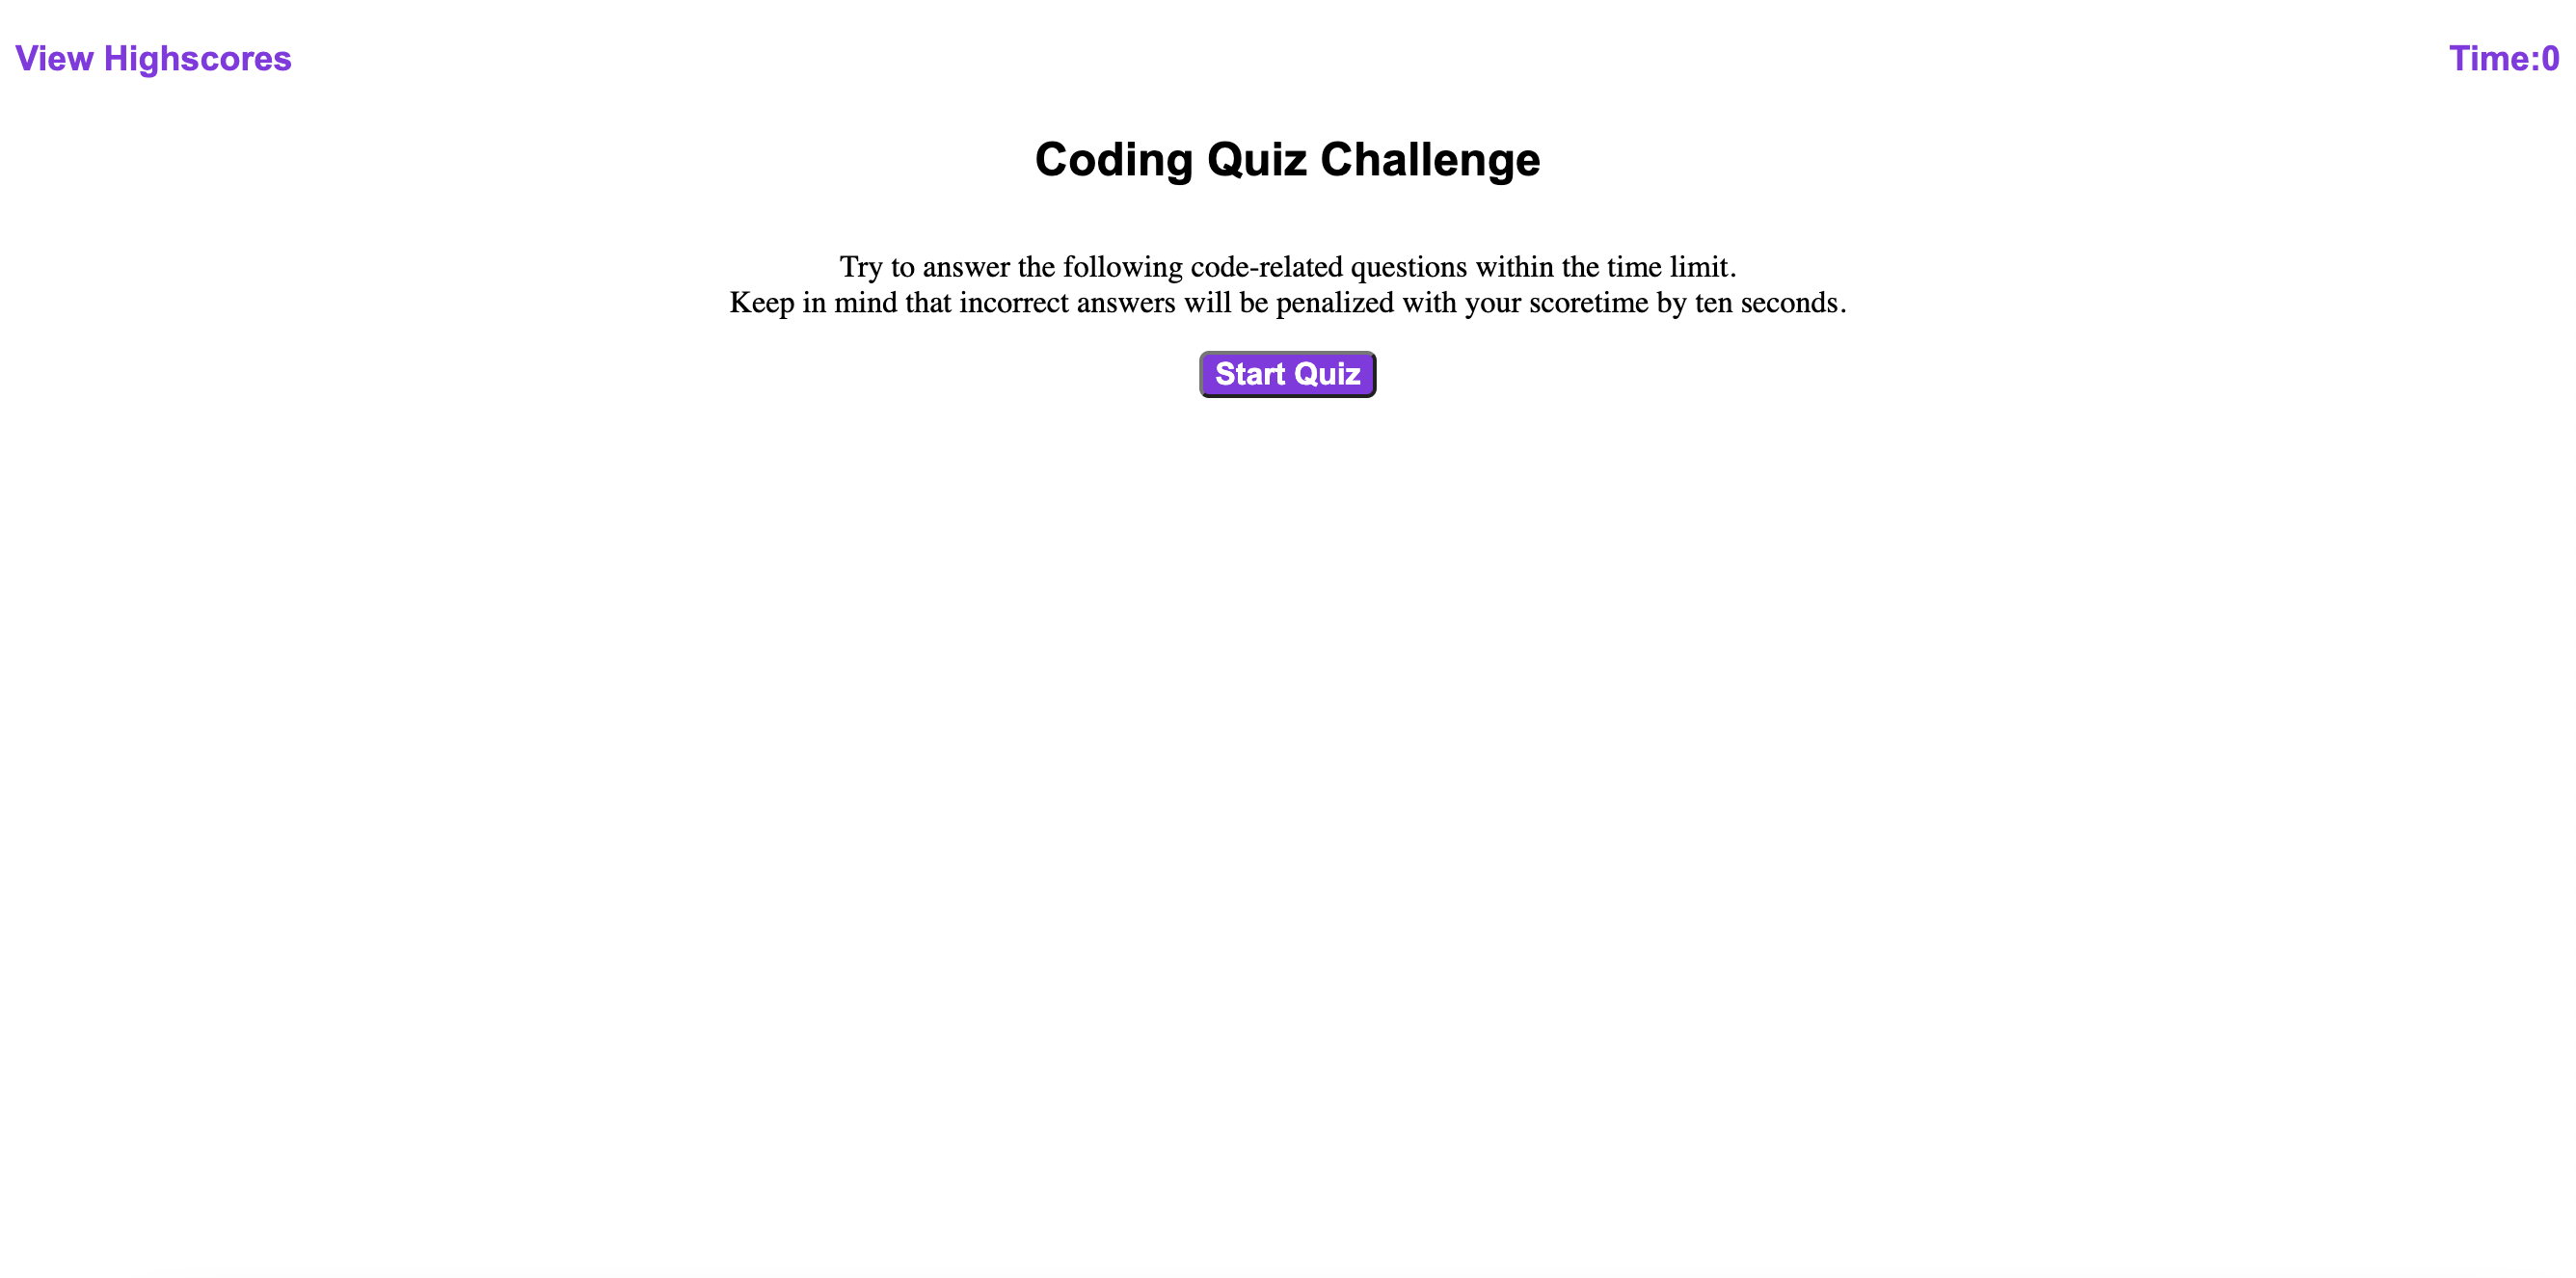 View Highscores
Time:0
Coding Quiz Challenge
Try to answer the following code-related questions within the time limit.
Keep in mind that incorrect answers will be penalized with your scoretime by ten seconds.
Start Quiz